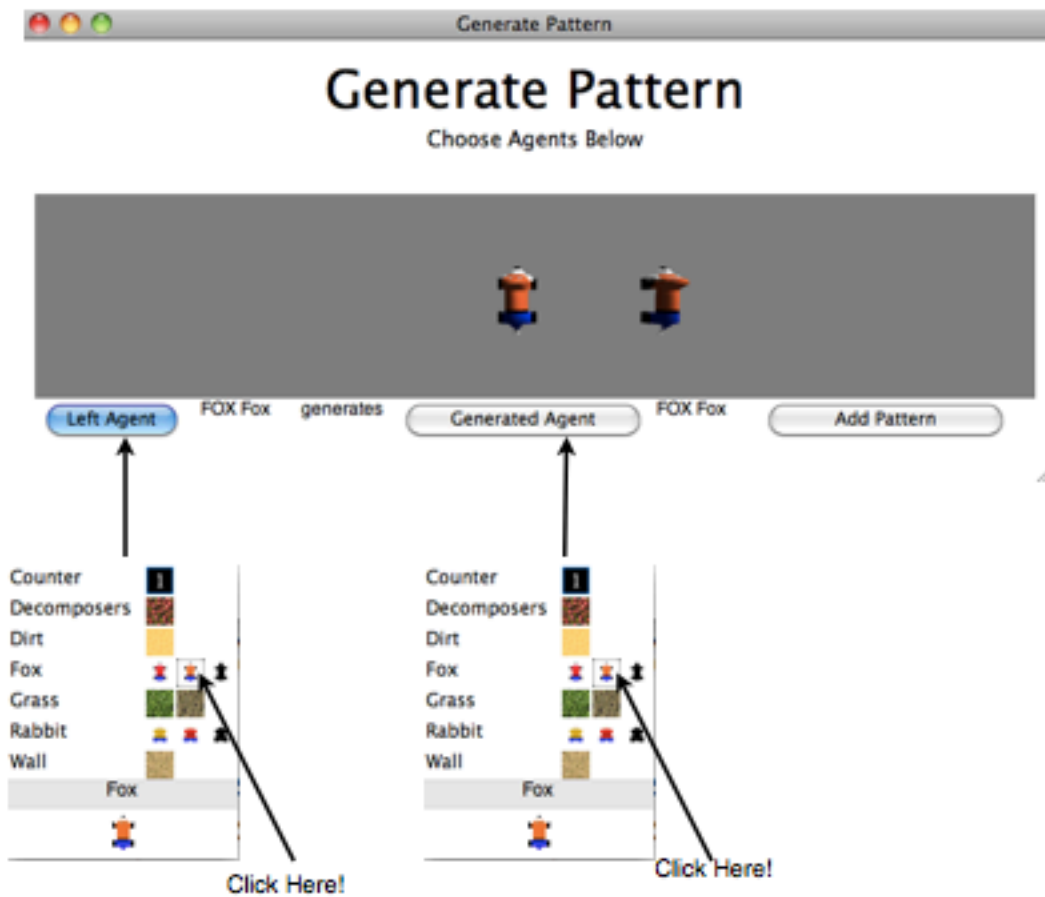 Generate Pattern
Generate Pattern
Choose Agents Below
Left Agent FOX Fox generates Generated Agent FOX Fox Add Pattern
Counter 1
Decomposers
Dirt
Fox
Grass
Rabbit
Wall
Fox
Click Here!
Counter 1
Decomposers
Dirt
Fox
Grass
Rabbit
Wall
Fox
Click Here!